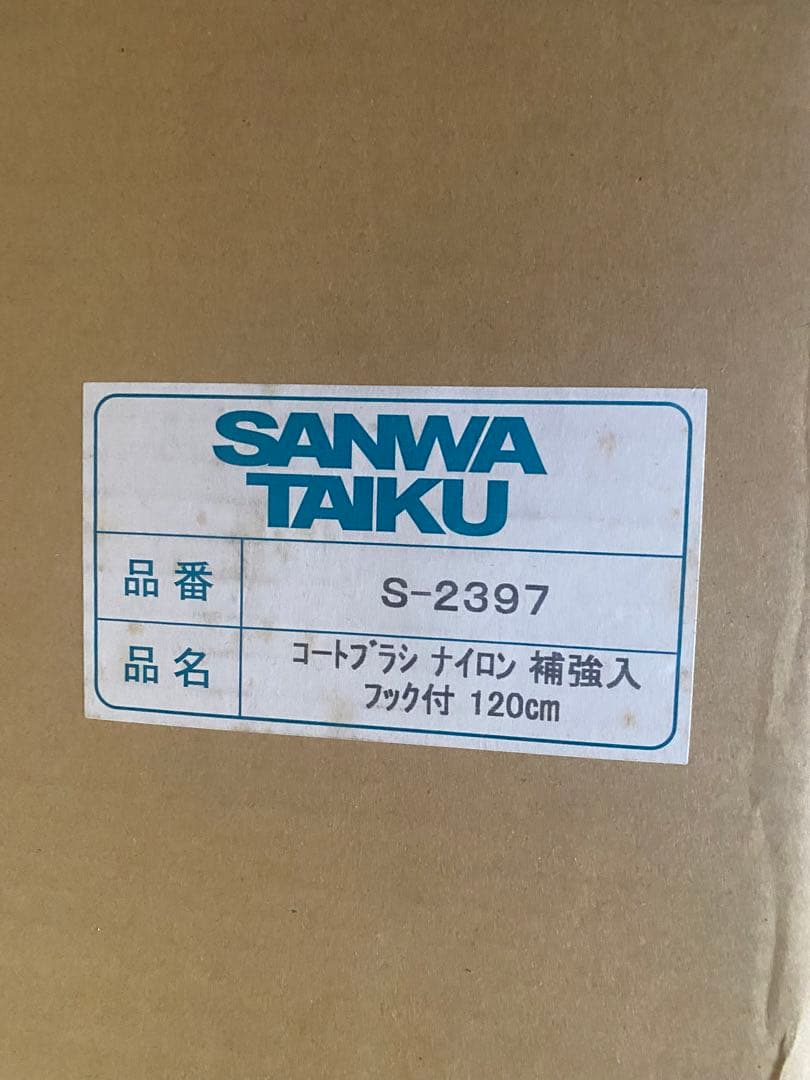 SANWA
TAIKU
品番 S-2397
品名 コートブラシ ナイロン 補強入
フック付 120cm